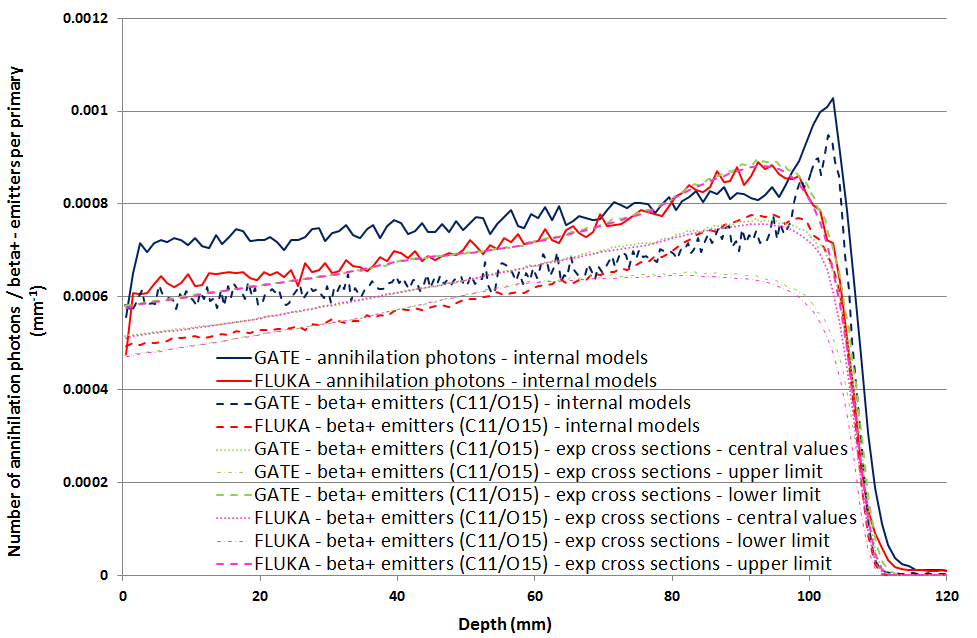 0.0012
0.001
0.0008
0.0006
0.0004
0.0002
0
Number of annihilation photons / beta+ - emittersper primary
(mm-1)
GATE - annihilation photons - internal models
FLUKA - annihilation photons - internal models
GATE - beta+ emitters (C11/O15) - internal models
FLUKA - beta+ emitters (C11/O15) - internal models
GATE - beta+ emitters (C11/O15) - exp cross sections - central values
GATE - beta+ emitters (C11/O15) - exp cross sections - upper limit
GATE - beta+ emitters (C11/O15) - exp cross sections - lower limit
FLUKA - beta+ emitters (C11/O15) - exp cross sections - central values
FLUKA - beta+ emitters (C11/O15) - exp cross sections - lower limit
FLUKA - beta+ emitters (C11/O15) - exp cross sections - upper limit
0 20 40 60 80 100 120
Depth (mm)